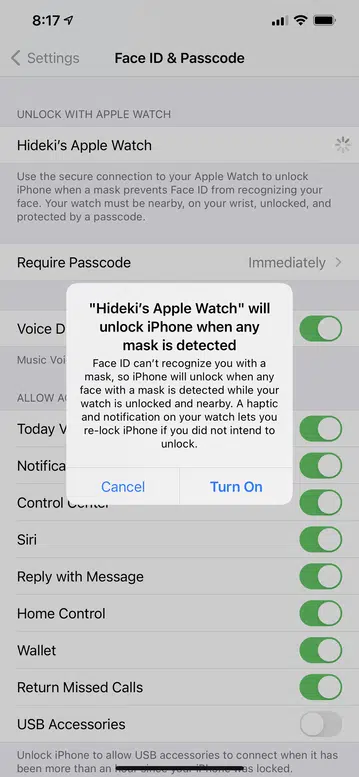 8:17
Settings
Face ID & Passcode
UNLOCK WITH APPLE WATCH
Hideki's Apple Watch
Use the secure connection to your Apple Watch to unlock
iPhone when a mask prevents Face ID from recognizing your
face. Your watch must be nearby, on your wrist, unlocked, and
protected by a passcode.
Require Passcode Immediately
"Hideki's Apple Watch" will
unlock iPhone when any
mask is detected
Face ID can't recognize you with a
mask, so iPhone will unlock when any
face with a mask is detected while your
watch is unlocked and nearby. A haptic
and notification on your watch lets you
re-lock iPhone if you did not intend to
unlock.
Cancel Turn On
Voice D
Music Voi
ALLOW A
Today V
Notifica
Control Center
Siri
Reply with Message
Home Control
Wallet
Return Missed Calls
USB Accessories
Unlock iPhone to allow USB accessories to connect when it has
been more than an hour since your iPhone was locked.